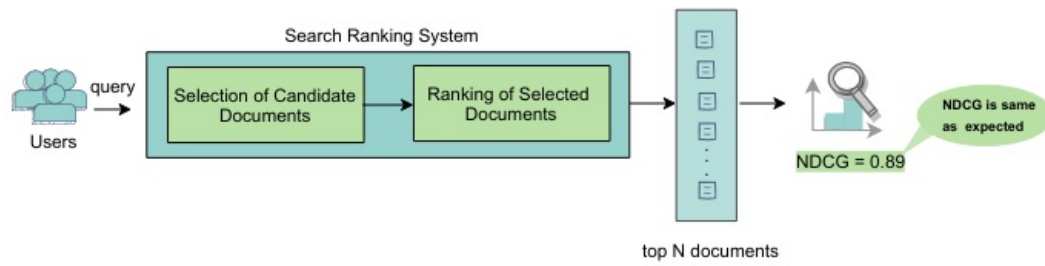 Search Ranking System
query
Users
Selection of Candidate
Documents
Ranking of Selected
Documents
top N documents
NDCG is same
as expected
NDCG = 0.89